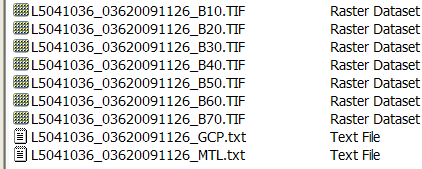 L5041036_03620091126_B10.TIF Raster Dataset
L5041036_03620091126_B20.TIF Raster Dataset
L5041036_03620091126_B30.TIF Raster Dataset
L5041036_03620091126_B40.TIF Raster Dataset
L5041036_03620091126_B50.TIF Raster Dataset
L5041036_03620091126_B60.TIF Raster Dataset
L5041036_03620091126_B70.TIF Raster Dataset
L5041036_03620091126_GCP.txt Text File
L5041036_03620091126_MTL.txt Text File